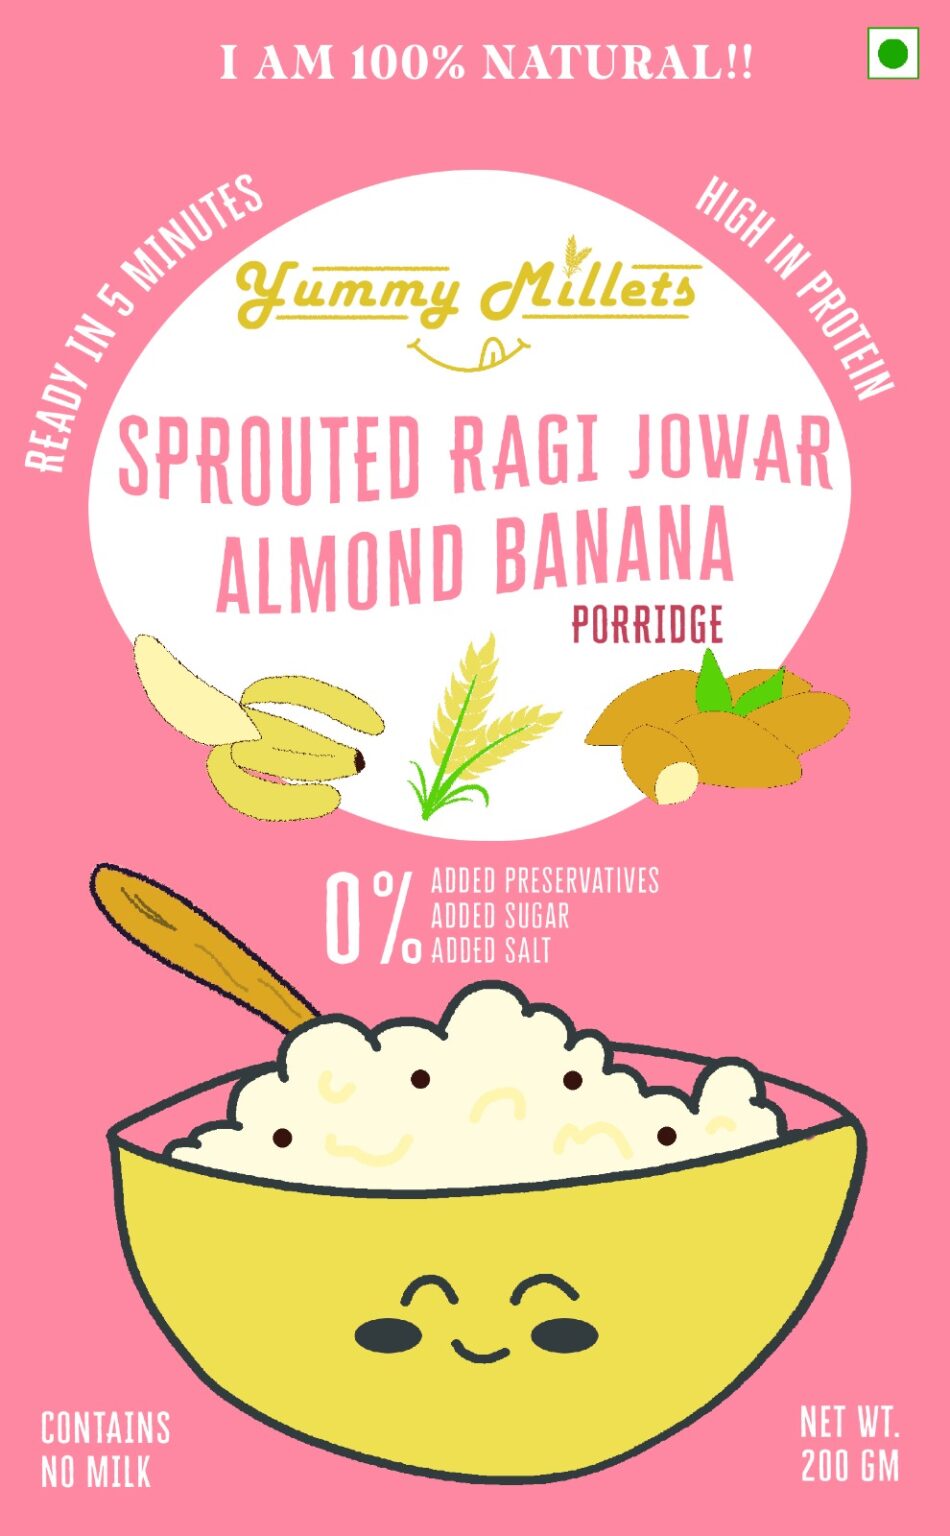 I AM 100% NATURAL!!
READY IN 5 MINUTES
HIGH IN PROTEIN
Yummy Millets
SPROUTED RAGI JOWAR
ALMOND BANANA
PORRIDGE
0% ADDED PRESERVATIVES
ADDED SUGAR
ADDED SALT
CONTAINS
NO MILK
NET WT.
200 GM